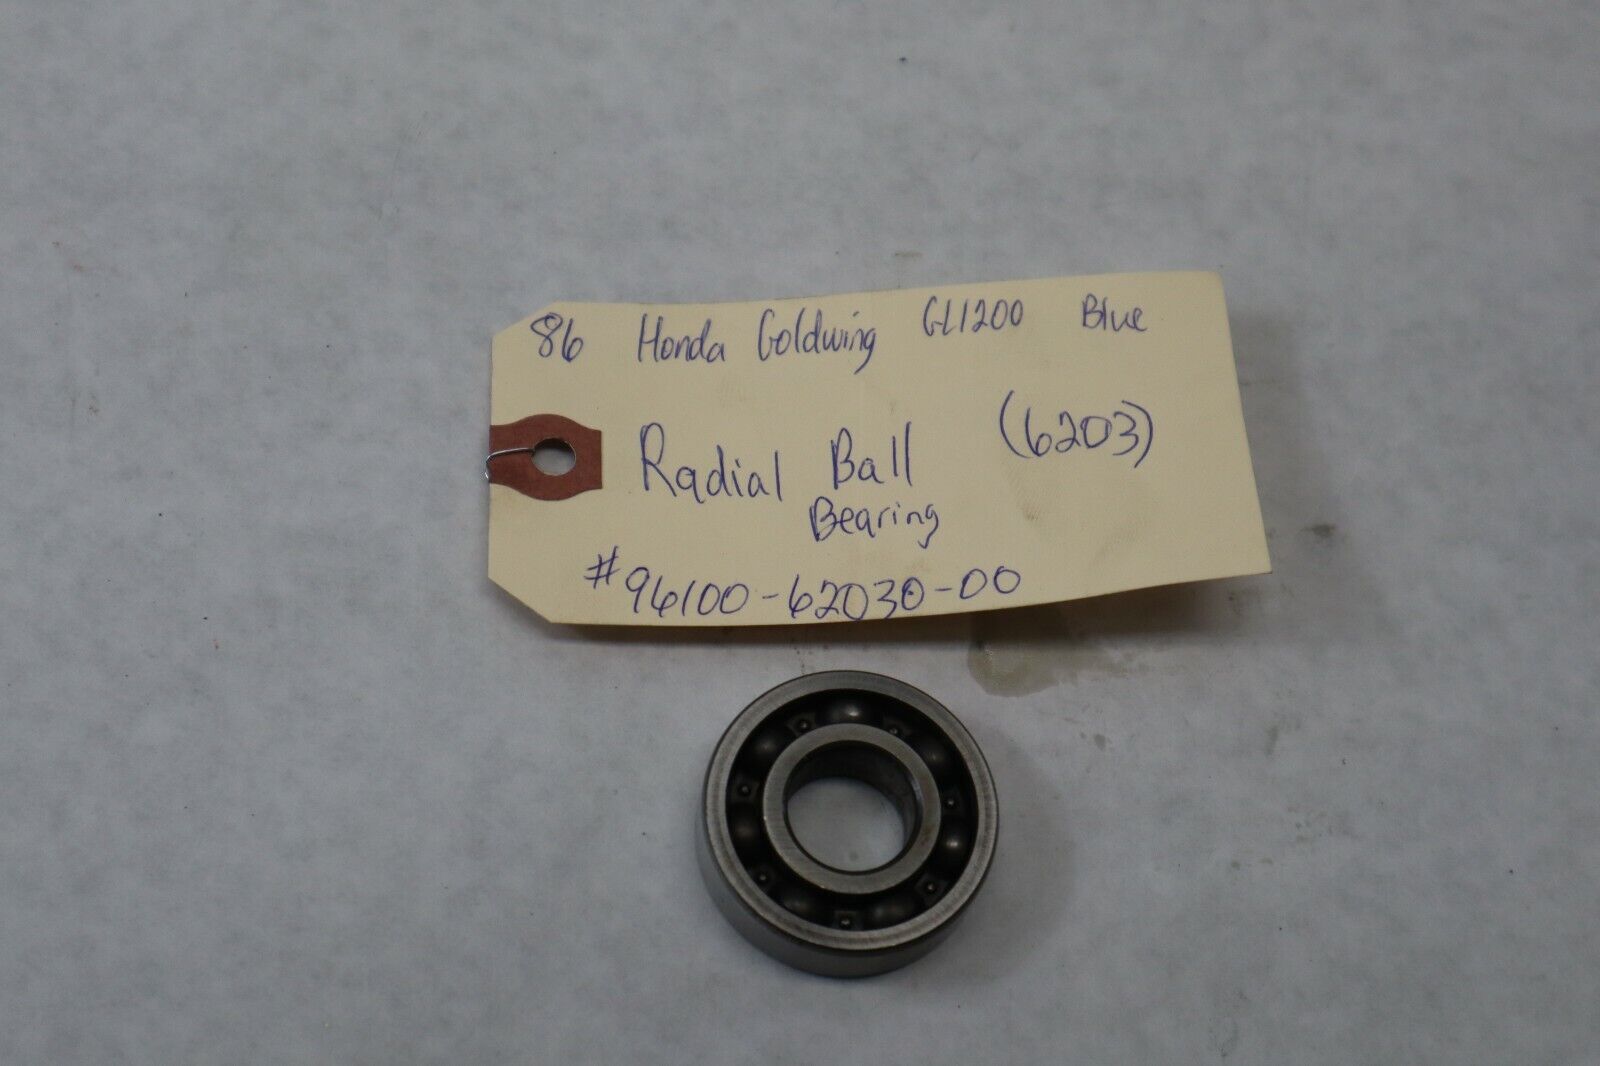 86 Honda Goldwing GL1200 Blue
Radial Ball (6203)
Bearing
#96100-62030-00